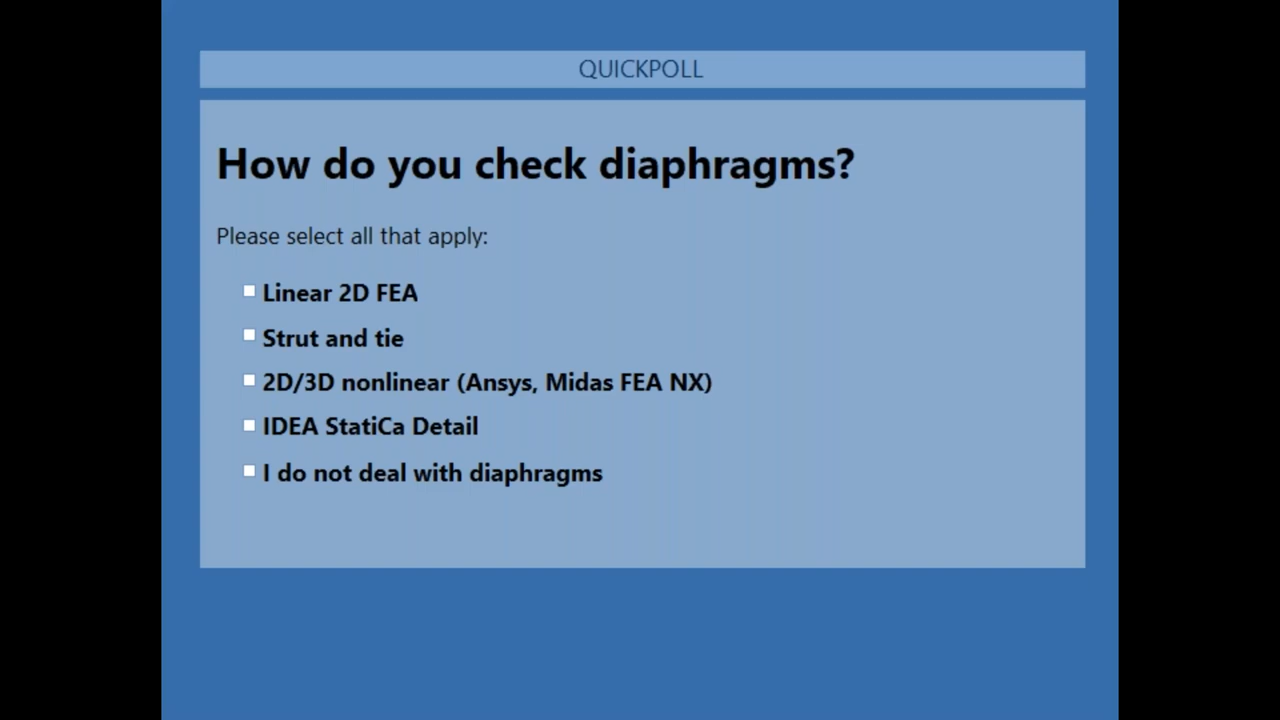 QUICKPOLL
How do you check diaphragms?
Please select all that apply:
Linear 2D FEA
Strut and tie
2D/3D nonlinear (Ansys, Midas FEA NX)
IDEA StatiCa Detail
I do not deal with diaphragms